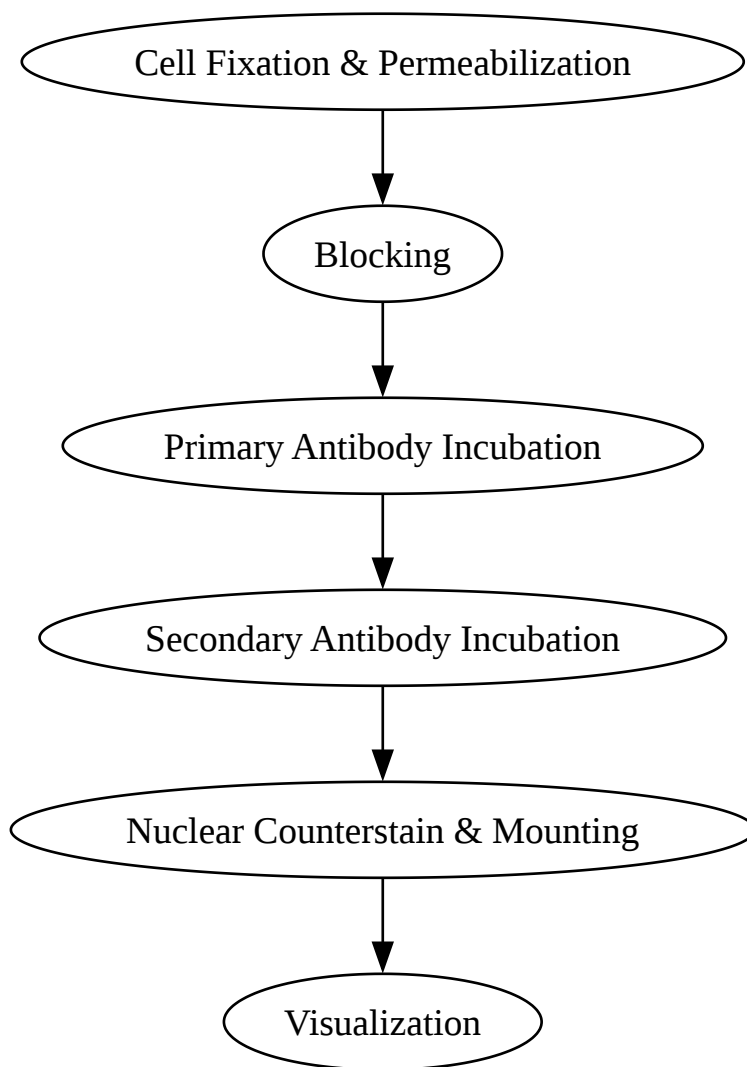 Cell Fixation & Permeabilization
Blocking
Primary Antibody Incubation
Secondary Antibody Incubation
Nuclear Counterstain & Mounting
Visualization